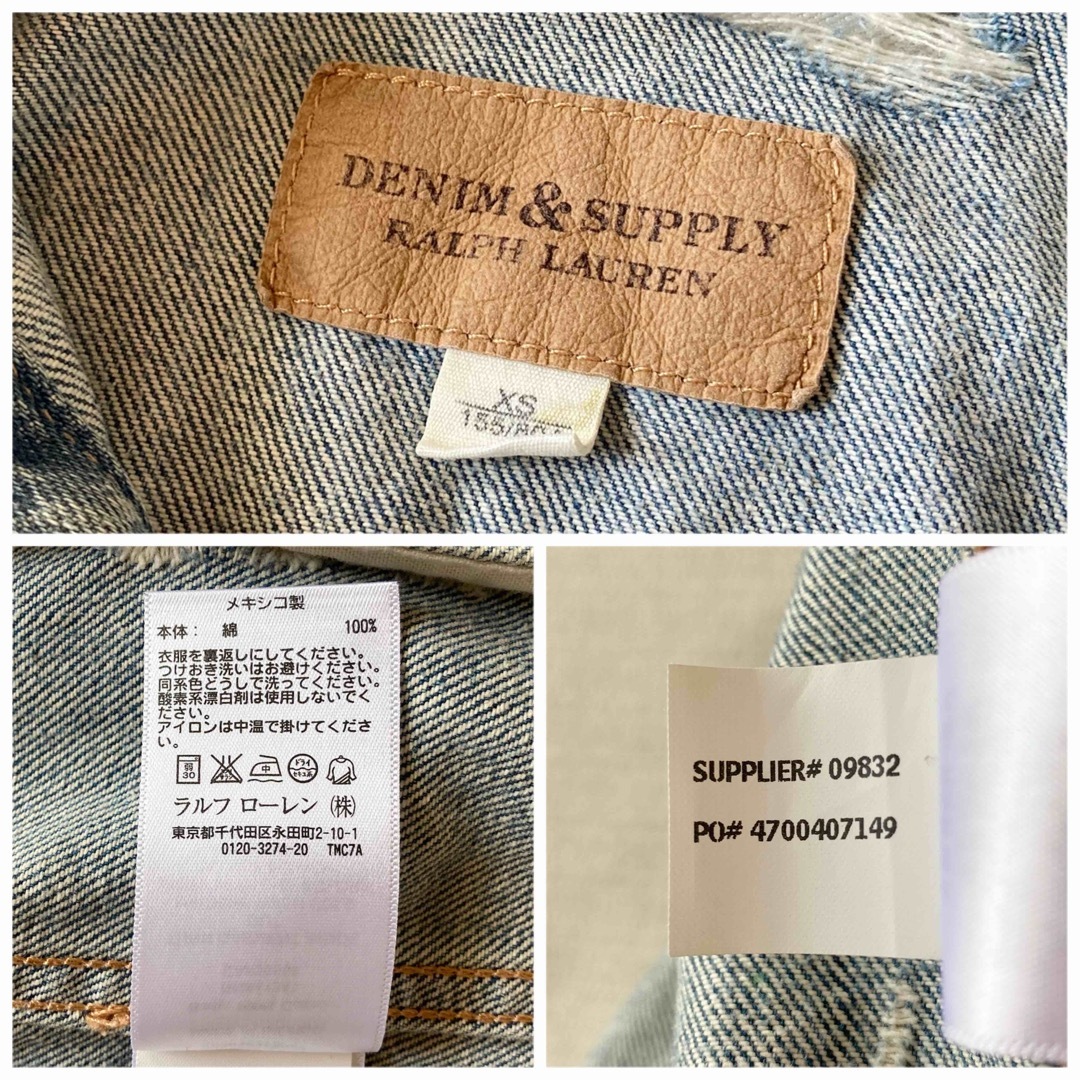 DENIM & SUPPLY
RALPH LAUREN
XS
メキシコ製
本体： 綿 100%
衣服を裏返しにしてください。
つけおき洗いはお避けください。
同系色どうしで洗ってください。
酸素系漂白剤は使用しないでく
ださい。
アイロンは中温で掛けてくださ
い。
弱 30 中 ドライ セキユ系
ラルフ ローレン (株)
東京都千代田区永田町2-10-1
0120-3274-20 TMC7A
SUPPLIER# 09832
PO# 4700407149